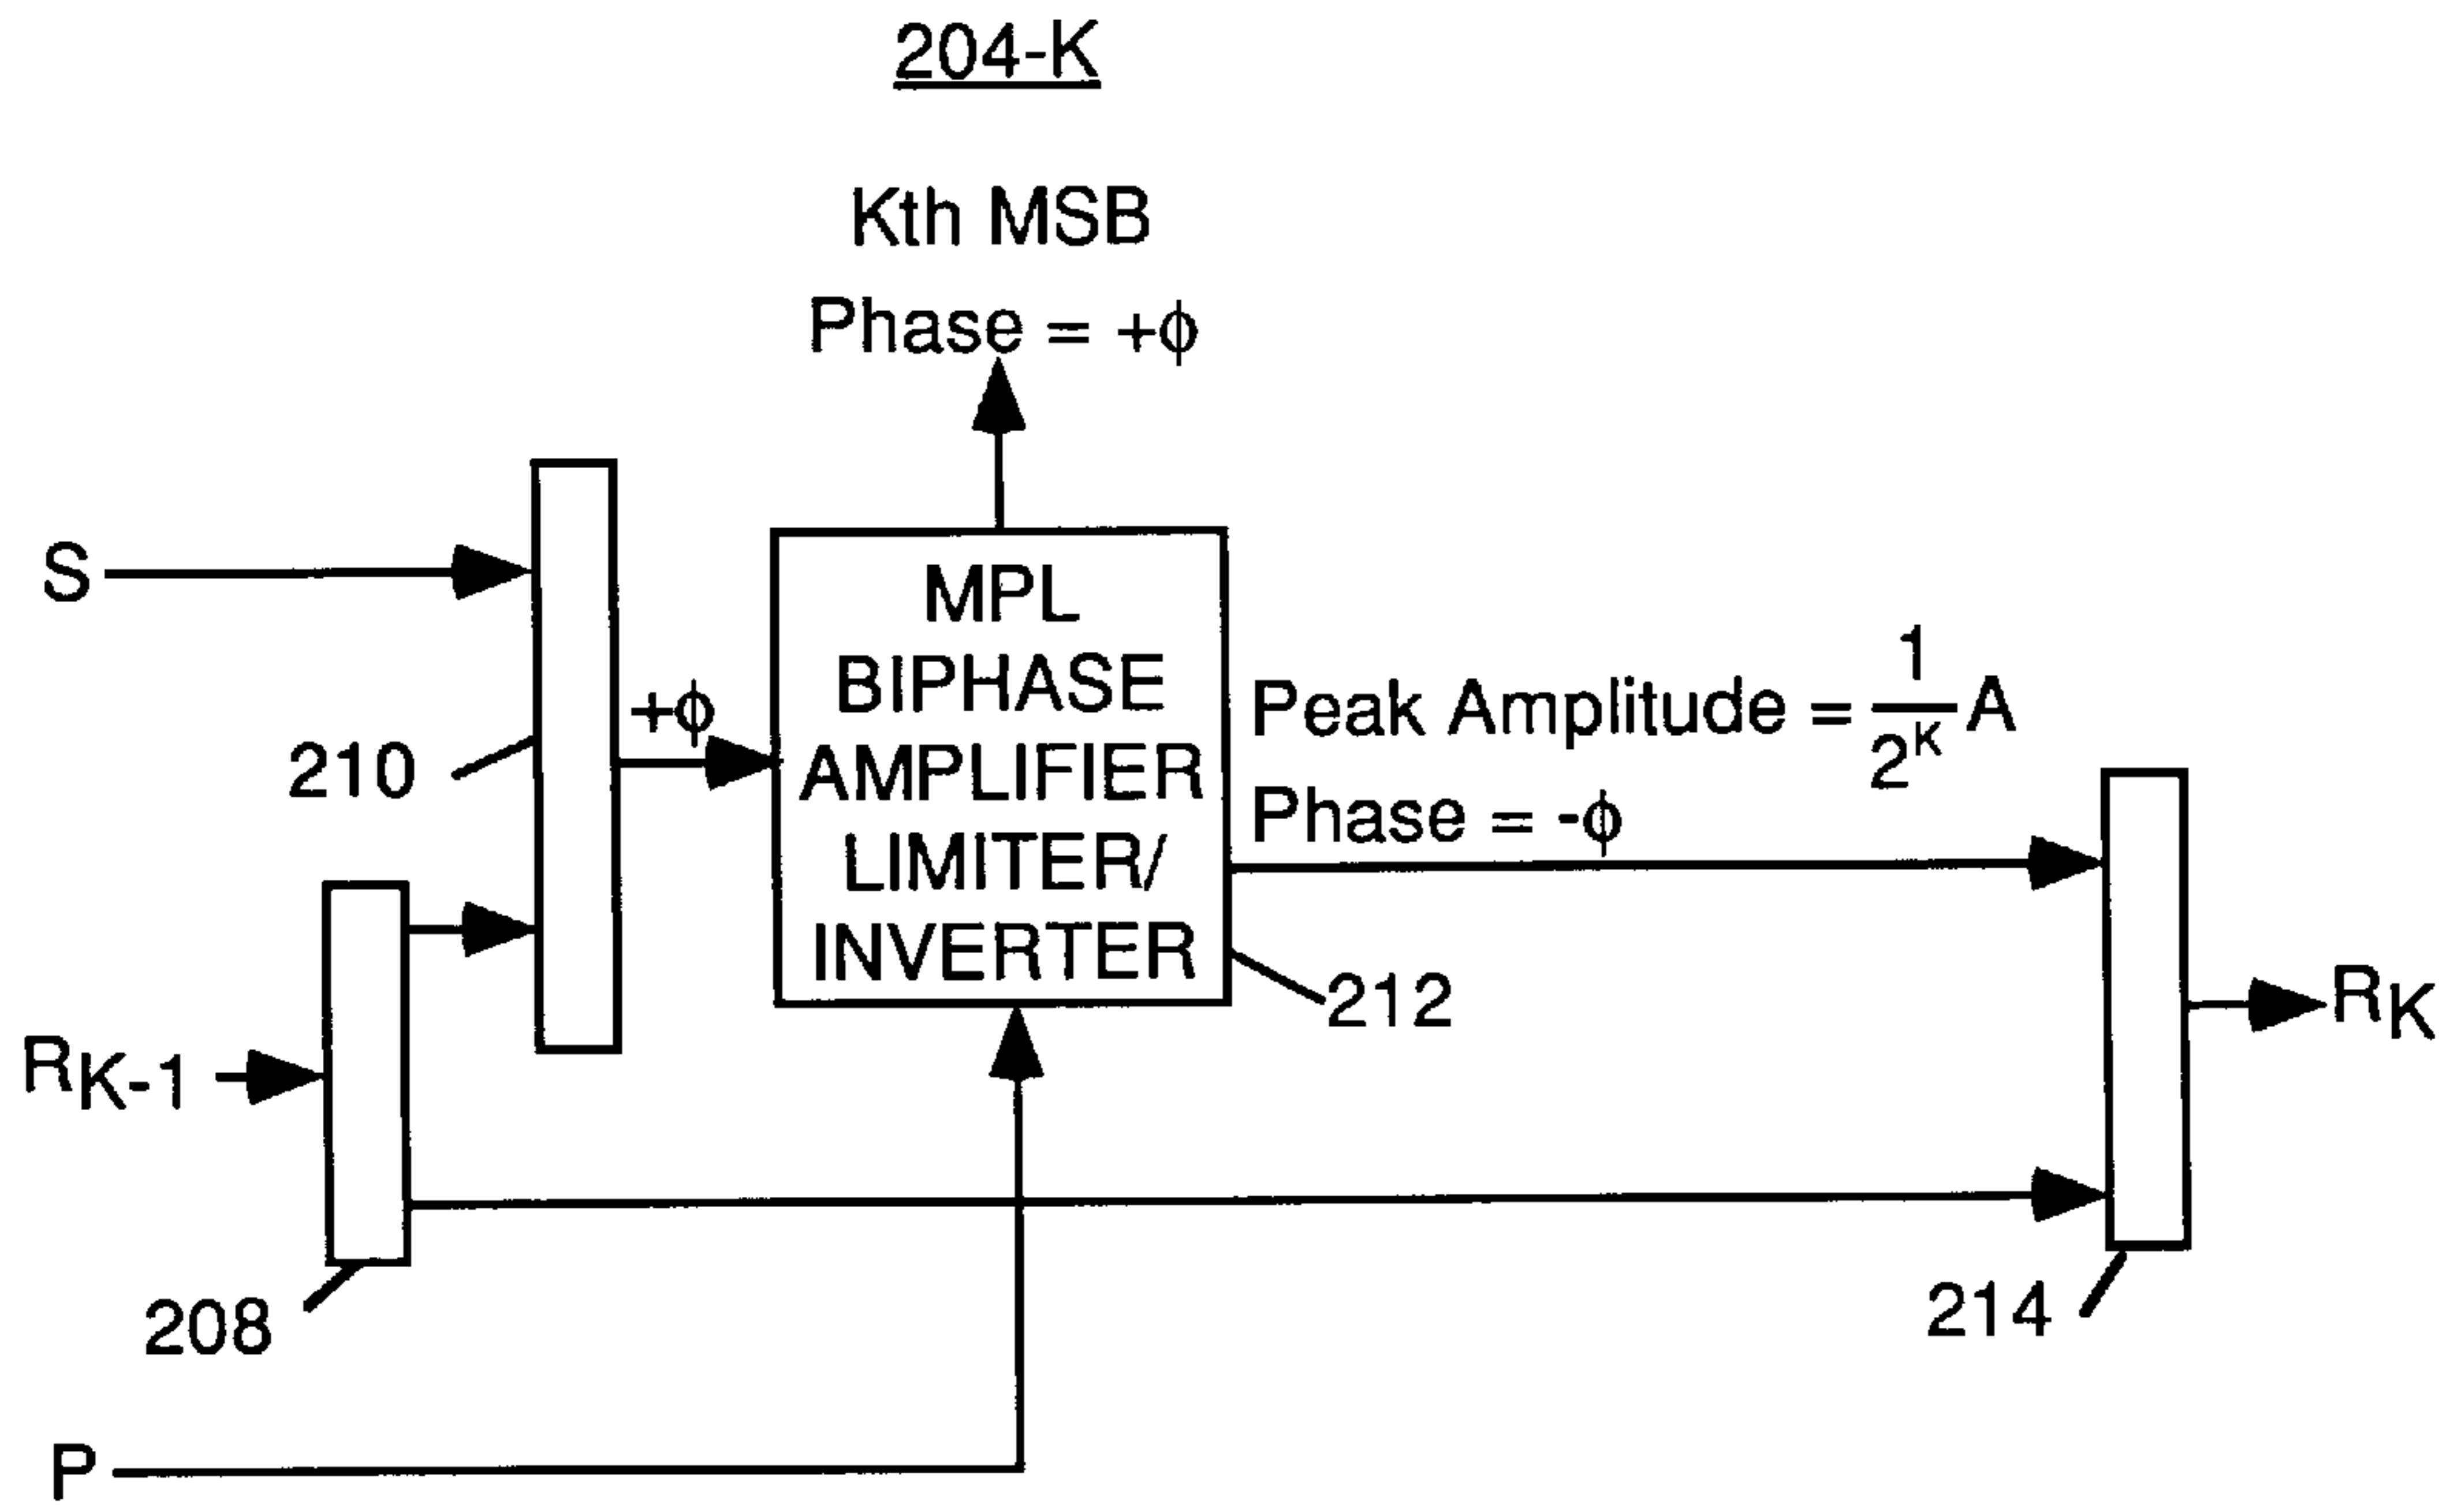 204-K
Kth MSB
Phase = +ϕ
S
210
+ϕ
MPL
BIPHASE
AMPLIFIER
LIMITER/
INVERTER
Peak Amplitude = 1/2^K A
Phase = -ϕ
212
R_K-1
R_K
208
214
P